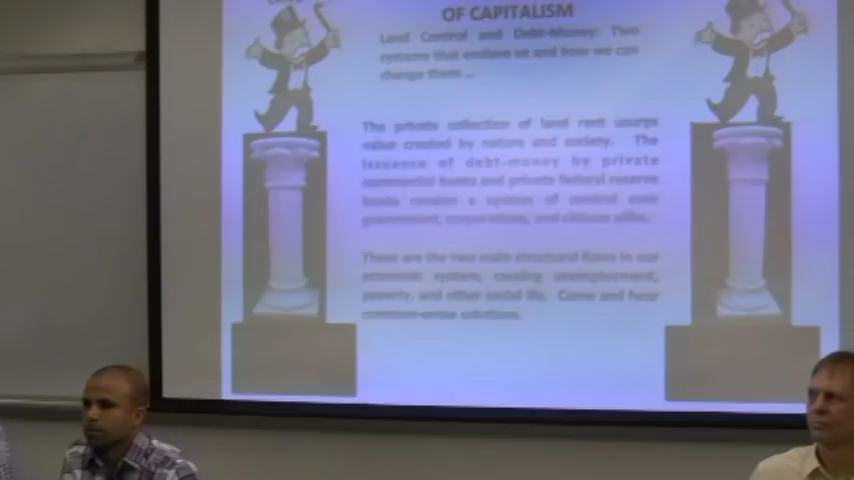 OF CAPITALISM
Land Control and Debt-Money: Two
systems that enslave us and how we can
change them ...
The private collection of land rent usurps
value created by nature and society. The
issuance of debt-money by private
commercial banks and private federal reserve
banks creates a system of control over
government, corporations, and citizens alike.
These are the two main structural flaws in our
economic system, causing unemployment,
poverty, and other social ills. Come and hear
common-sense solutions.